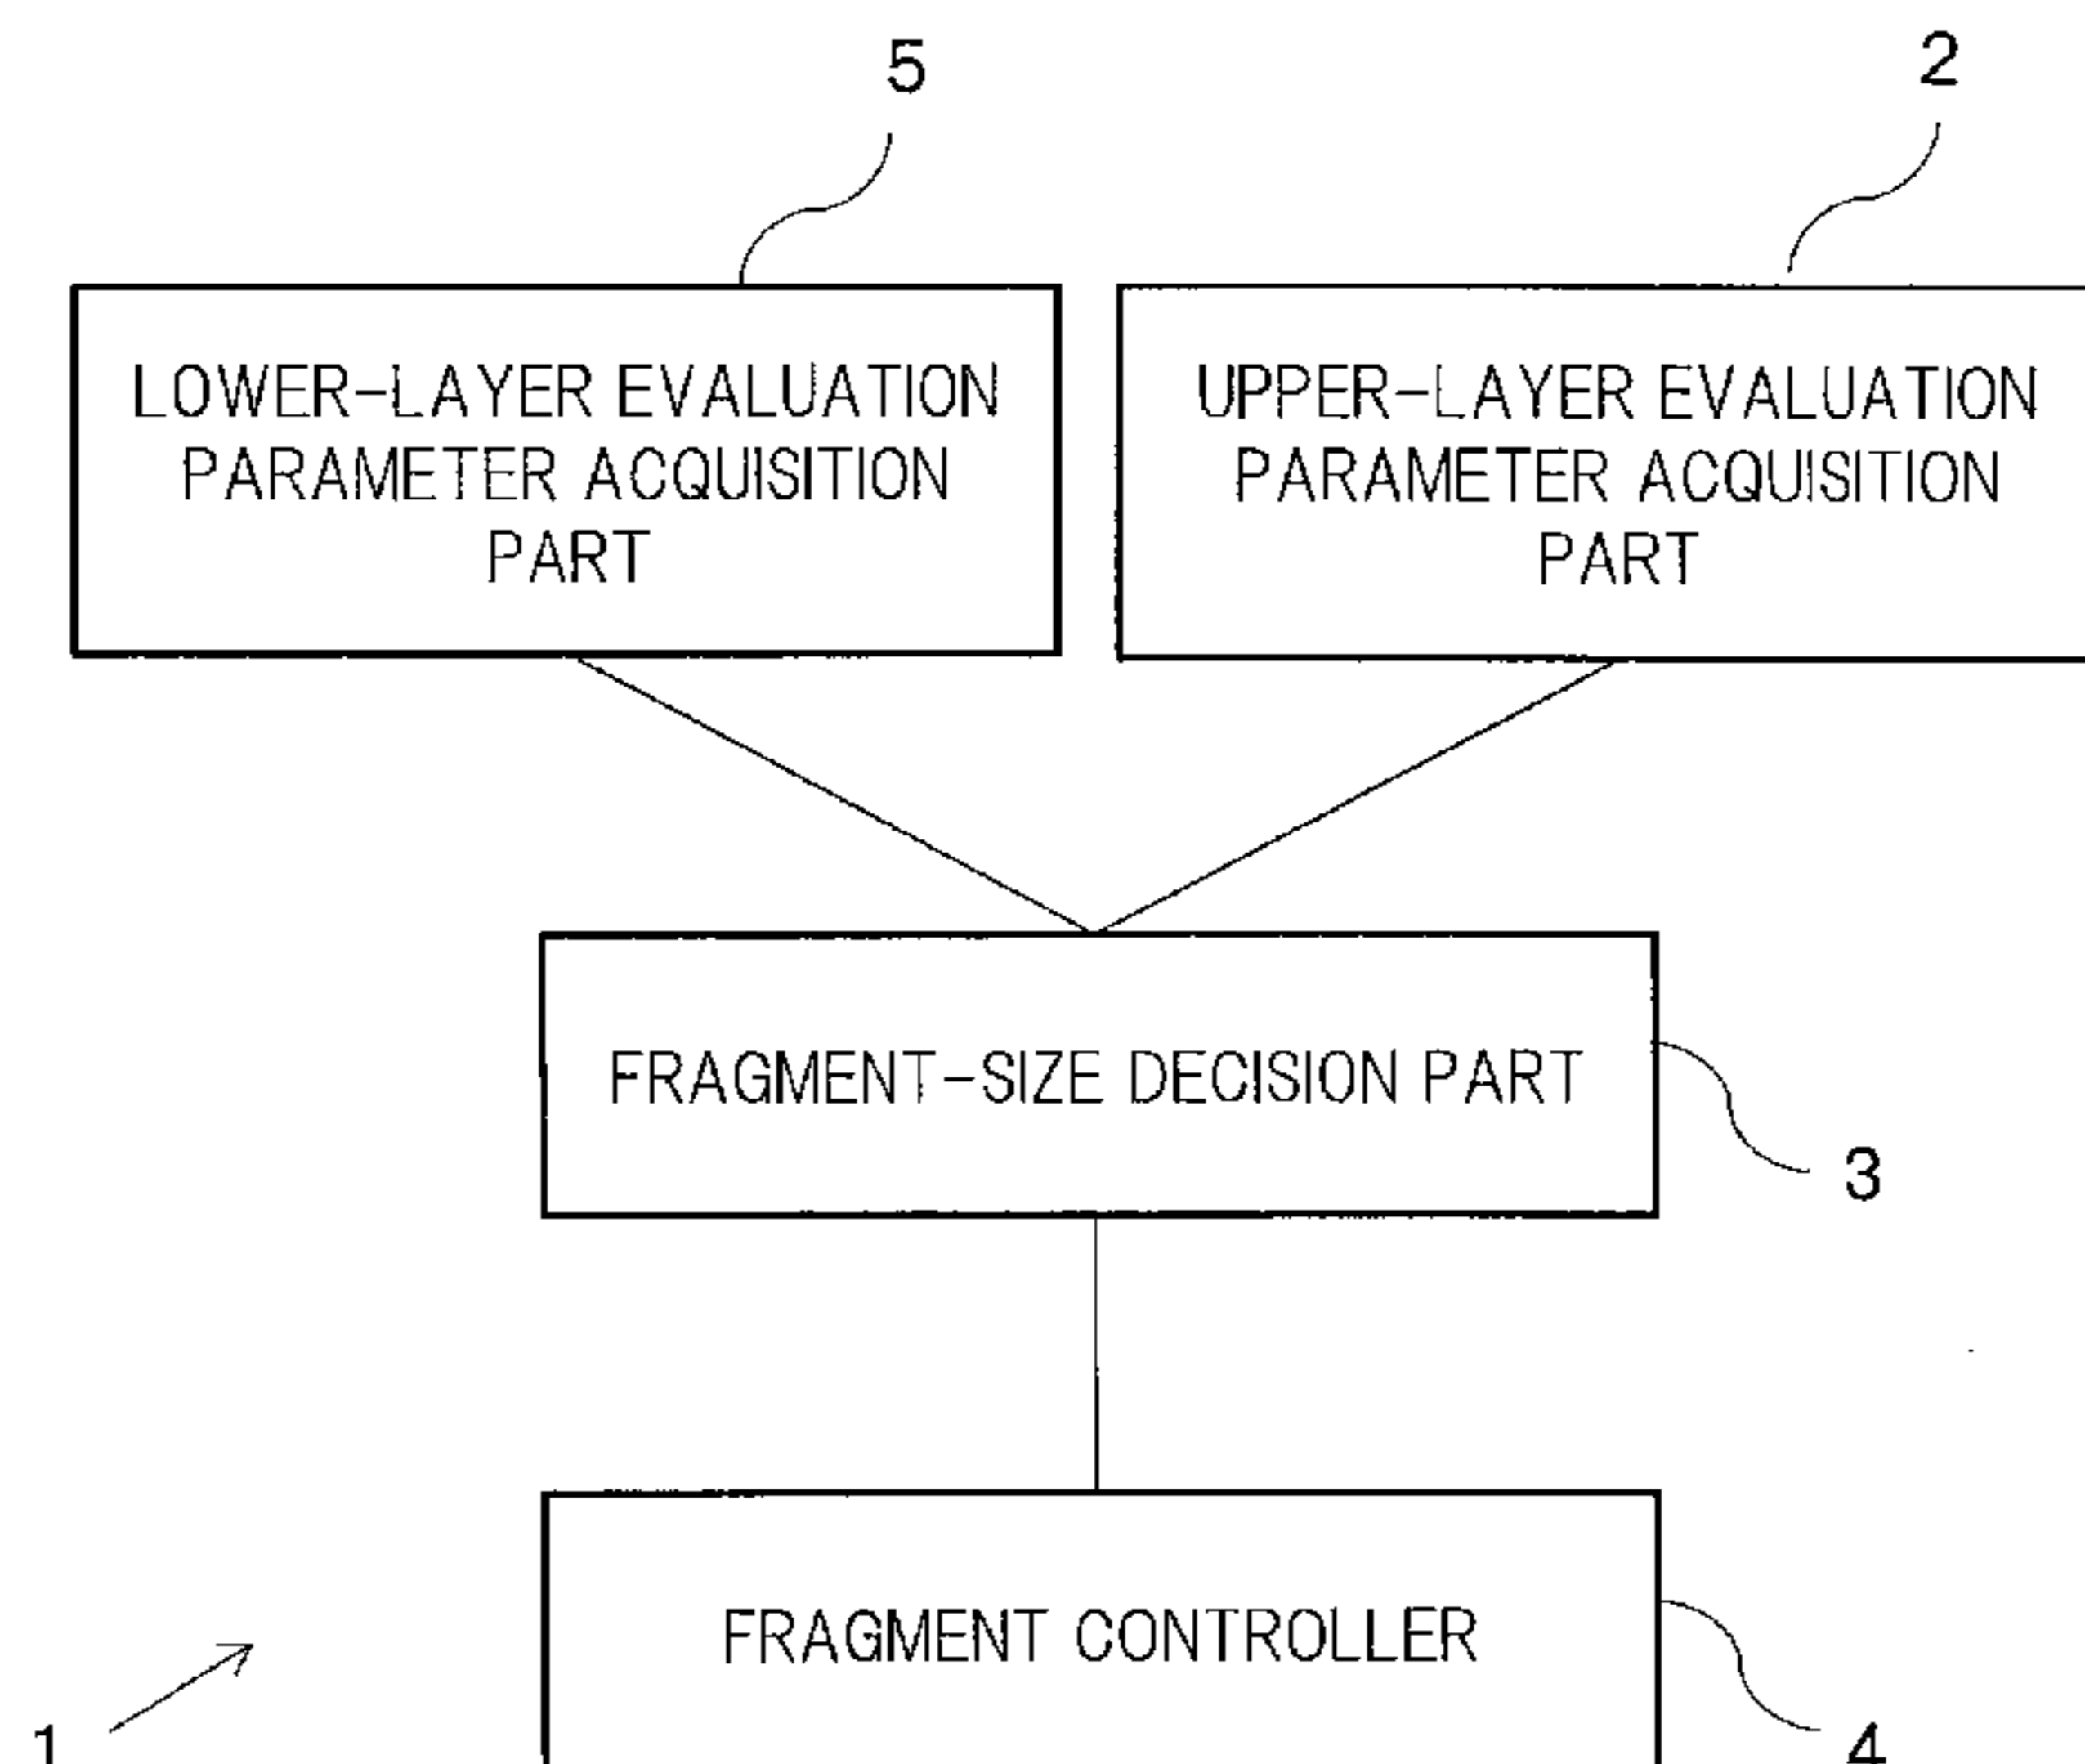 5
2
LOWER-LAYER EVALUATION
PARAMETER ACQUISITION
PART
UPPER-LAYER EVALUATION
PARAMETER ACQUISITION
PART
FRAGMENT-SIZE DECISION PART
3
FRAGMENT CONTROLLER
1
4